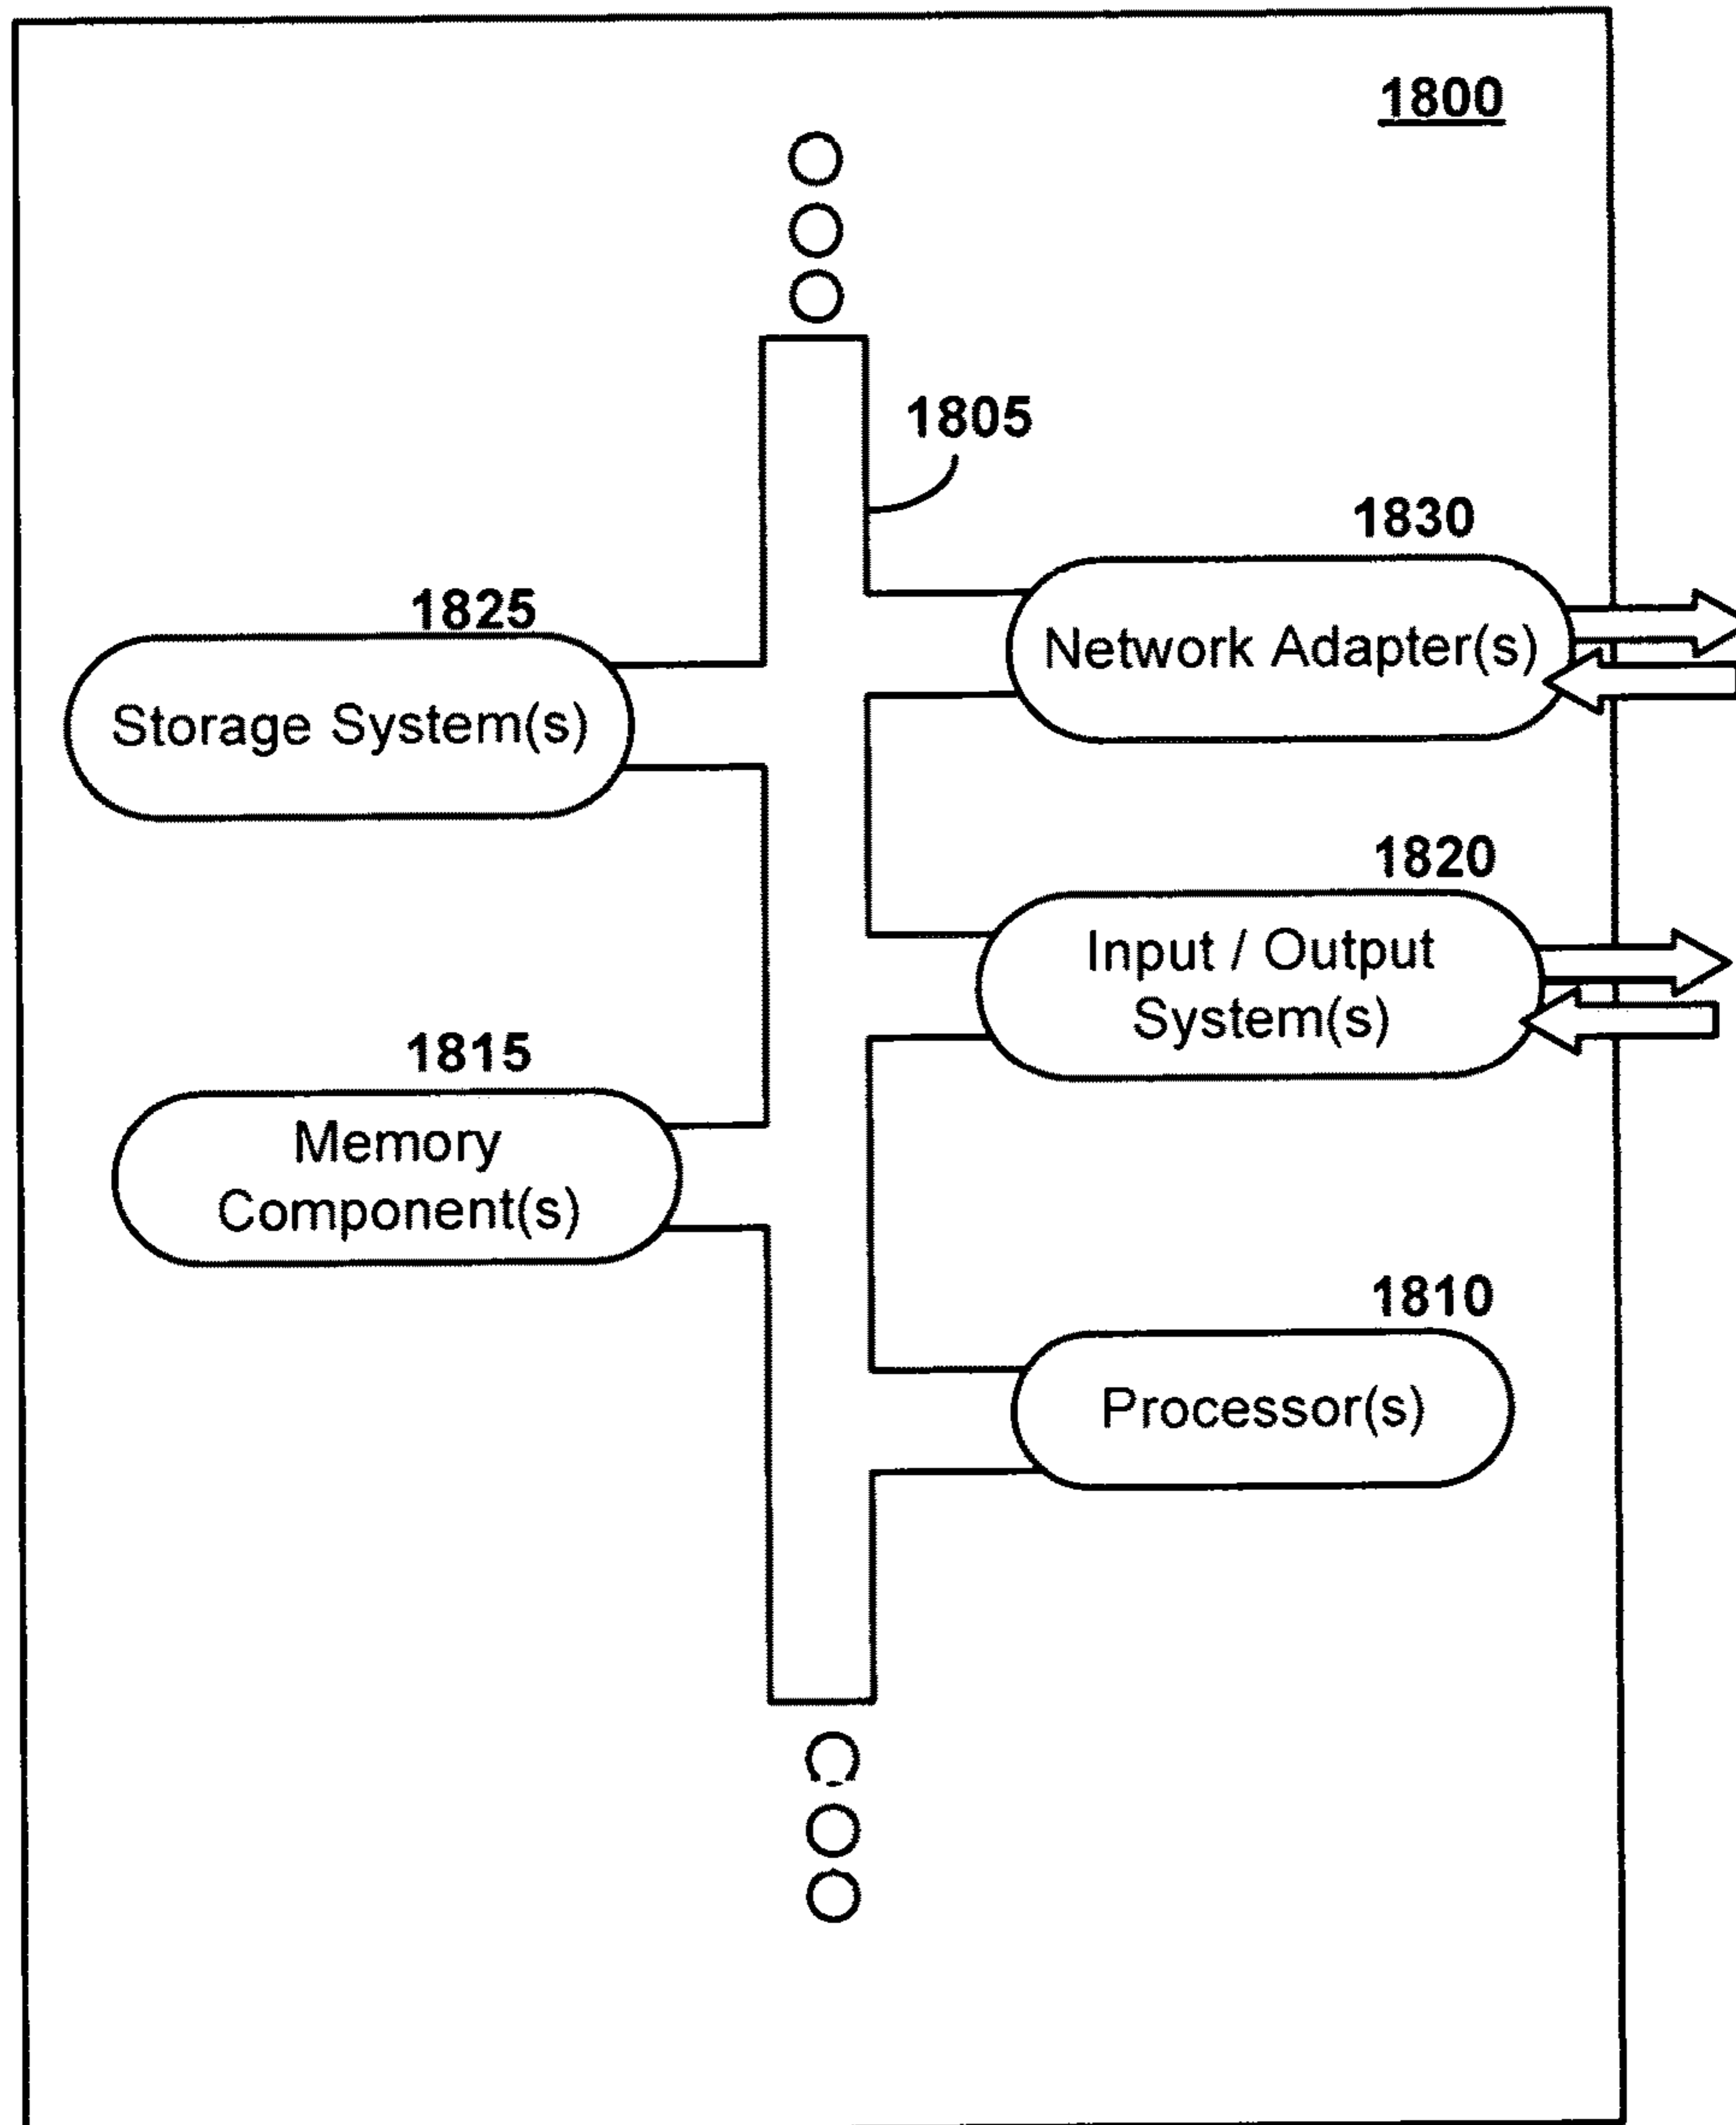 1800
1805
1830
1825
Network Adapter(s)
Storage System(s)
1820
Input / Output
System(s)
1815
Memory
Component(s)
1810
Processor(s)